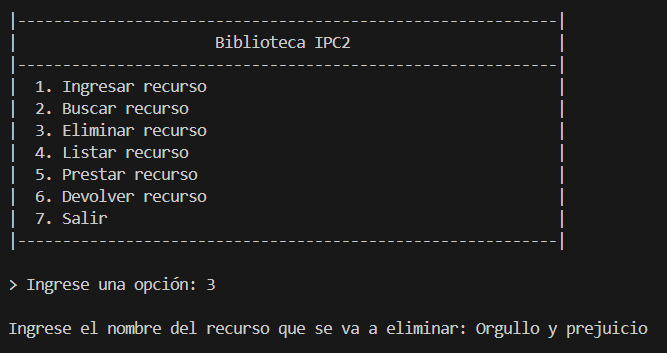 |------------------------------------------------------------|
|                      Biblioteca IPC2                       |
|------------------------------------------------------------|
|  1. Ingresar recurso                                       |
|  2. Buscar recurso                                         |
|  3. Eliminar recurso                                       |
|  4. Listar recurso                                         |
|  5. Prestar recurso                                        |
|  6. Devolver recurso                                       |
|  7. Salir                                                  |
|------------------------------------------------------------|
> Ingrese una opción: 3
Ingrese el nombre del recurso que se va a eliminar: Orgullo y prejuicio